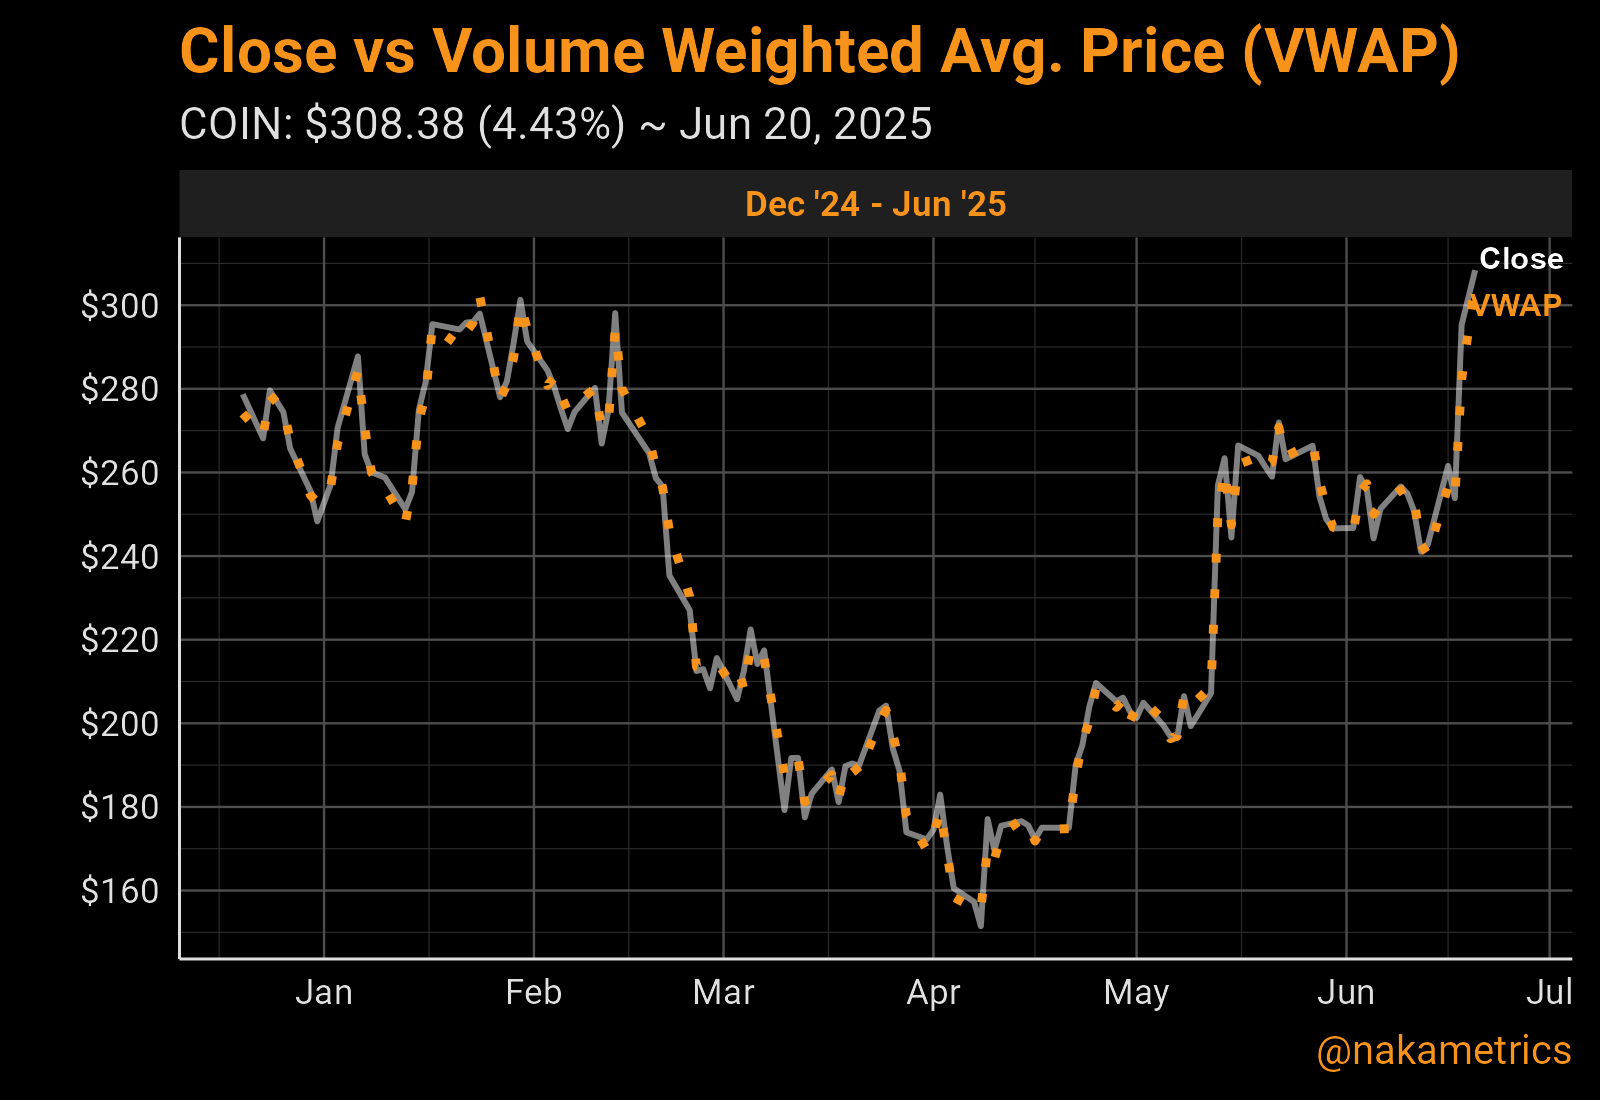 Close vs Volume Weighted Avg. Price (VWAP)
COIN: $308.38 (4.43%) ~ Jun 20, 2025
Dec '24 - Jun '25
Close
VWAP
$300
$280
$260
$240
$220
$200
$180
$160
Jan Feb Mar Apr May Jun Jul
@nakametrics